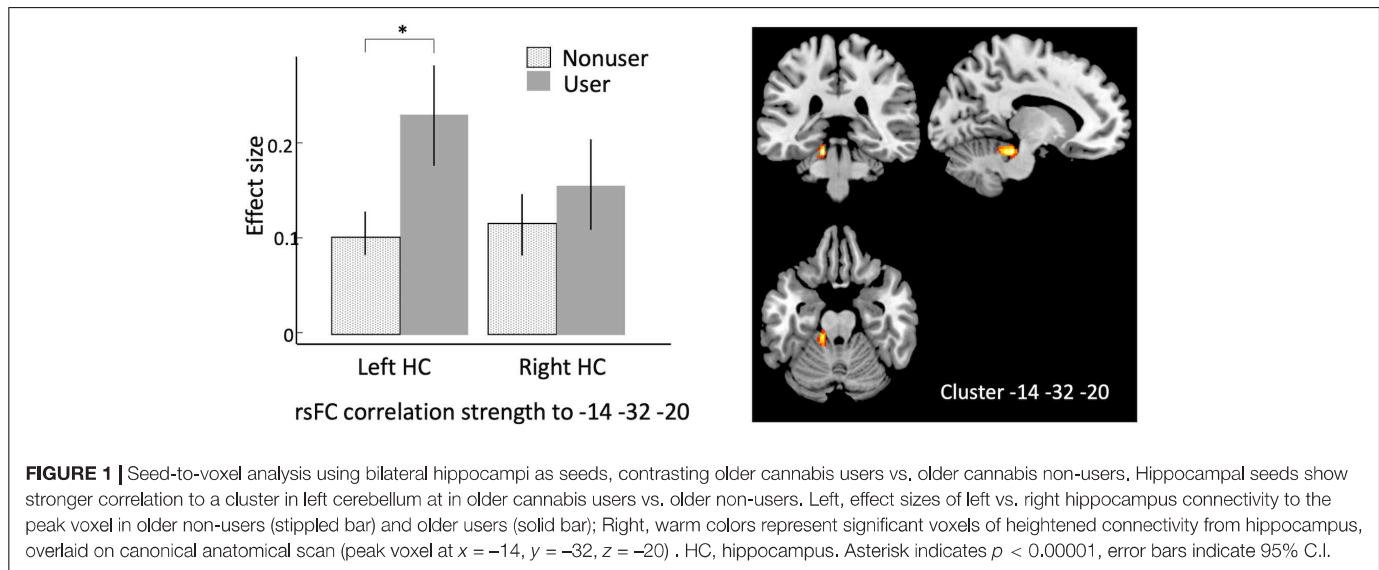 *
Nonuser
User
Effect size
0.2
0.1
0
Left HC
Right HC
rsFC correlation strength to -14 -32 -20
Cluster -14 -32 -20
FIGURE 1 | Seed-to-voxel analysis using bilateral hippocampi as seeds, contrasting older cannabis users vs. older cannabis non-users. Hippocampal seeds show
stronger correlation to a cluster in left cerebellum at in older cannabis users vs. older non-users. Left, effect sizes of left vs. right hippocampus connectivity to the
peak voxel in older non-users (stippled bar) and older users (solid bar); Right, warm colors represent significant voxels of heightened connectivity from hippocampus,
overlaid on canonical anatomical scan (peak voxel at x = –14, y = –32, z = –20) . HC, hippocampus. Asterisk indicates p < 0.00001, error bars indicate 95% C.I.